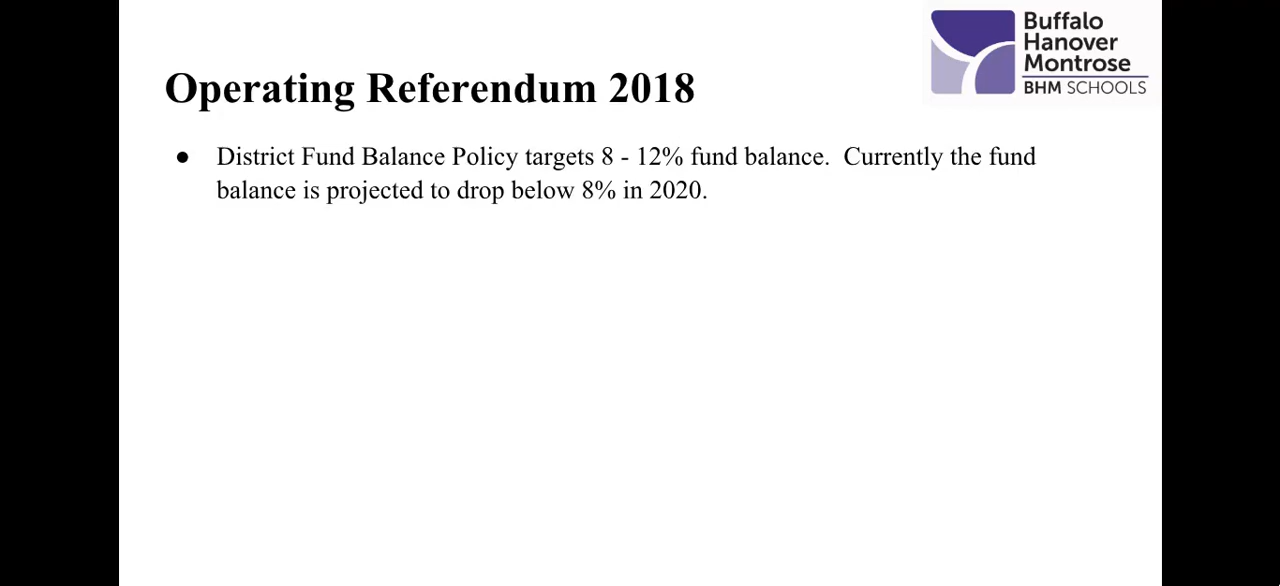 Buffalo
Hanover
Montrose
BHM SCHOOLS
Operating Referendum 2018
● District Fund Balance Policy targets 8 - 12% fund balance.  Currently the fund
balance is projected to drop below 8% in 2020.